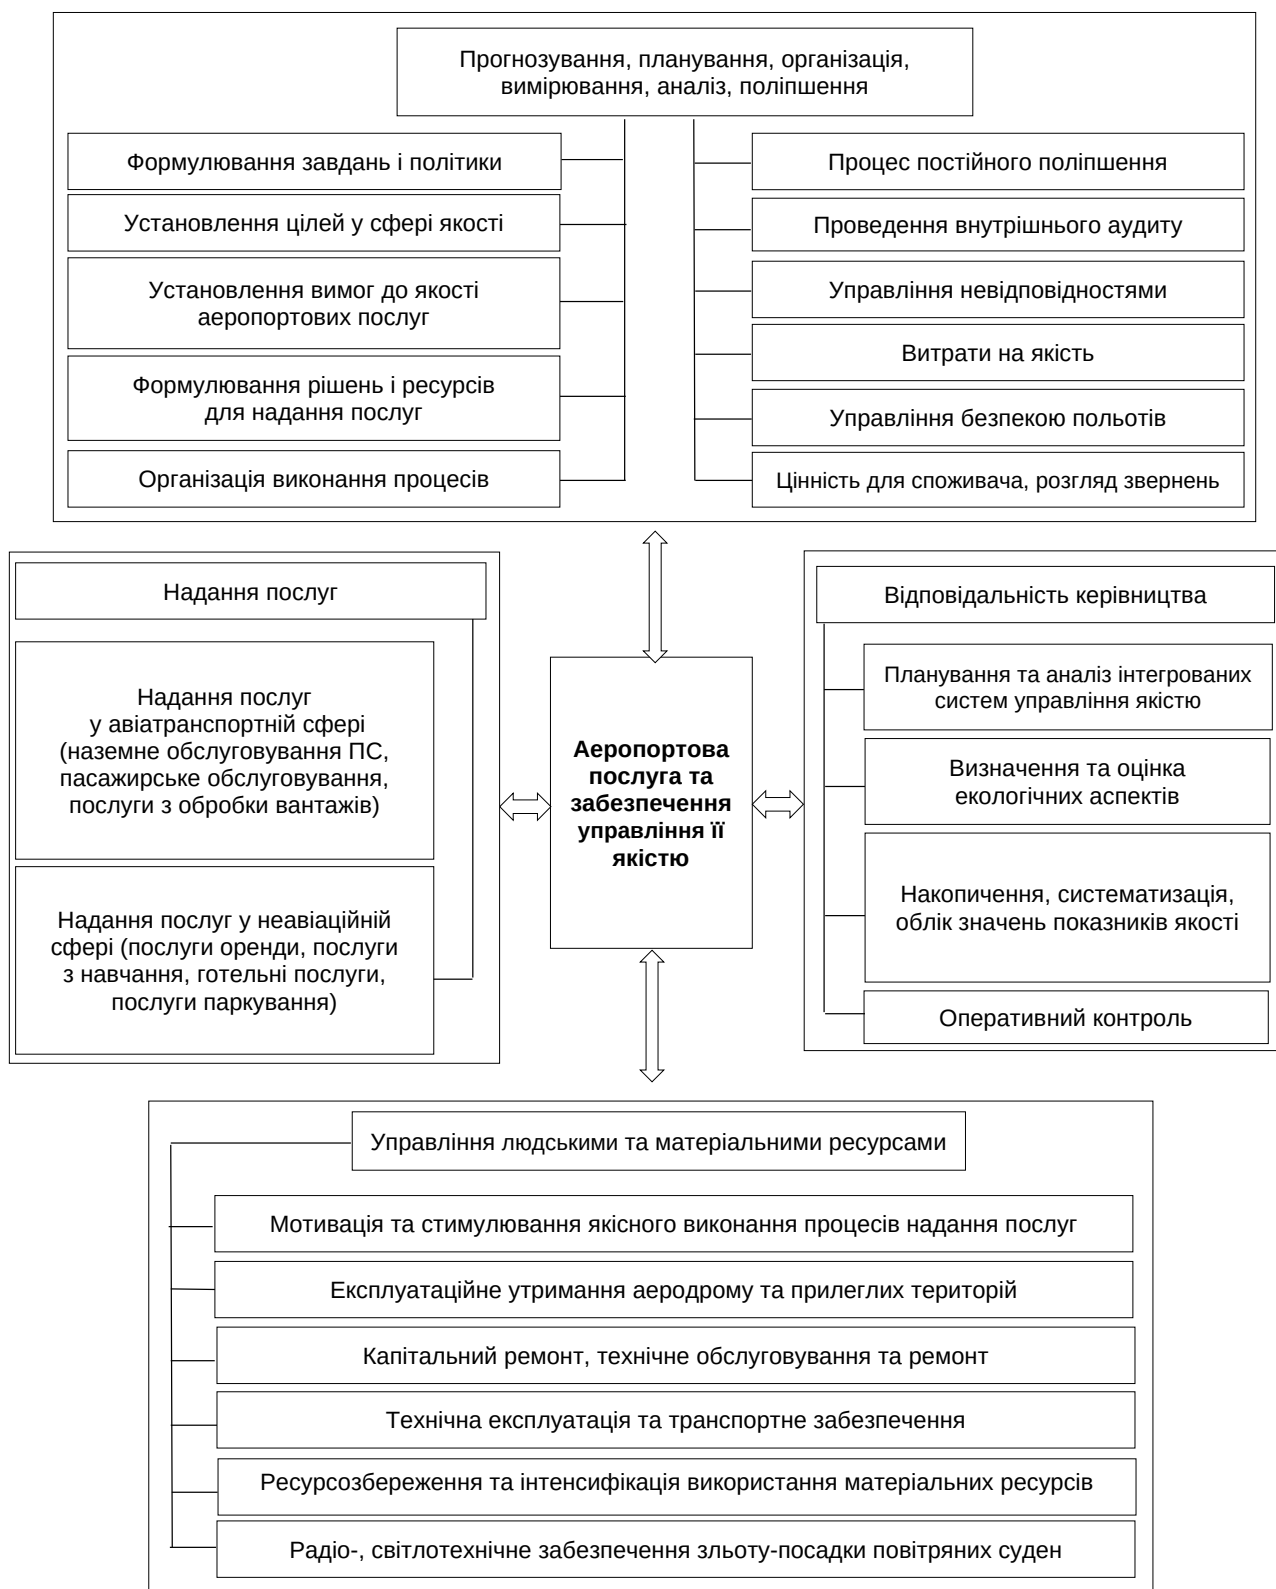 Прогнозування, планування, організація,
вимірювання, аналіз, поліпшення
Формулювання завдань і політики
Установлення цілей у сфері якості
Установлення вимог до якості
аеропортових послуг
Формулювання рішень і ресурсів
для надання послуг
Організація виконання процесів
Процес постійного поліпшення
Проведення внутрішнього аудиту
Управління невідповідностями
Витрати на якість
Управління безпекою польотів
Цінність для споживача, розгляд звернень
Надання послуг
Надання послуг
у авіатранспортній сфері
(наземне обслуговування ПС,
пасажирське обслуговування,
послуги з обробки вантажів)
Надання послуг у неавіаційній
сфері (послуги оренди, послуги
з навчання, готельні послуги,
послуги паркування)
Аеропортова
послуга та
забезпечення
управління її
якістю
Відповідальність керівництва
Планування та аналіз інтегрованих
систем управління якістю
Визначення та оцінка
екологічних аспектів
Накопичення, систематизація,
облік значень показників якості
Оперативний контроль
Управління людськими та матеріальними ресурсами
Мотивація та стимулювання якісного виконання процесів надання послуг
Експлуатаційне утримання аеродрому та прилеглих територій
Капітальний ремонт, технічне обслуговування та ремонт
Технічна експлуатація та транспортне забезпечення
Ресурсозбереження та інтенсифікація використання матеріальних ресурсів
Радіо-, світлотехнічне забезпечення зльоту-посадки повітряних суден